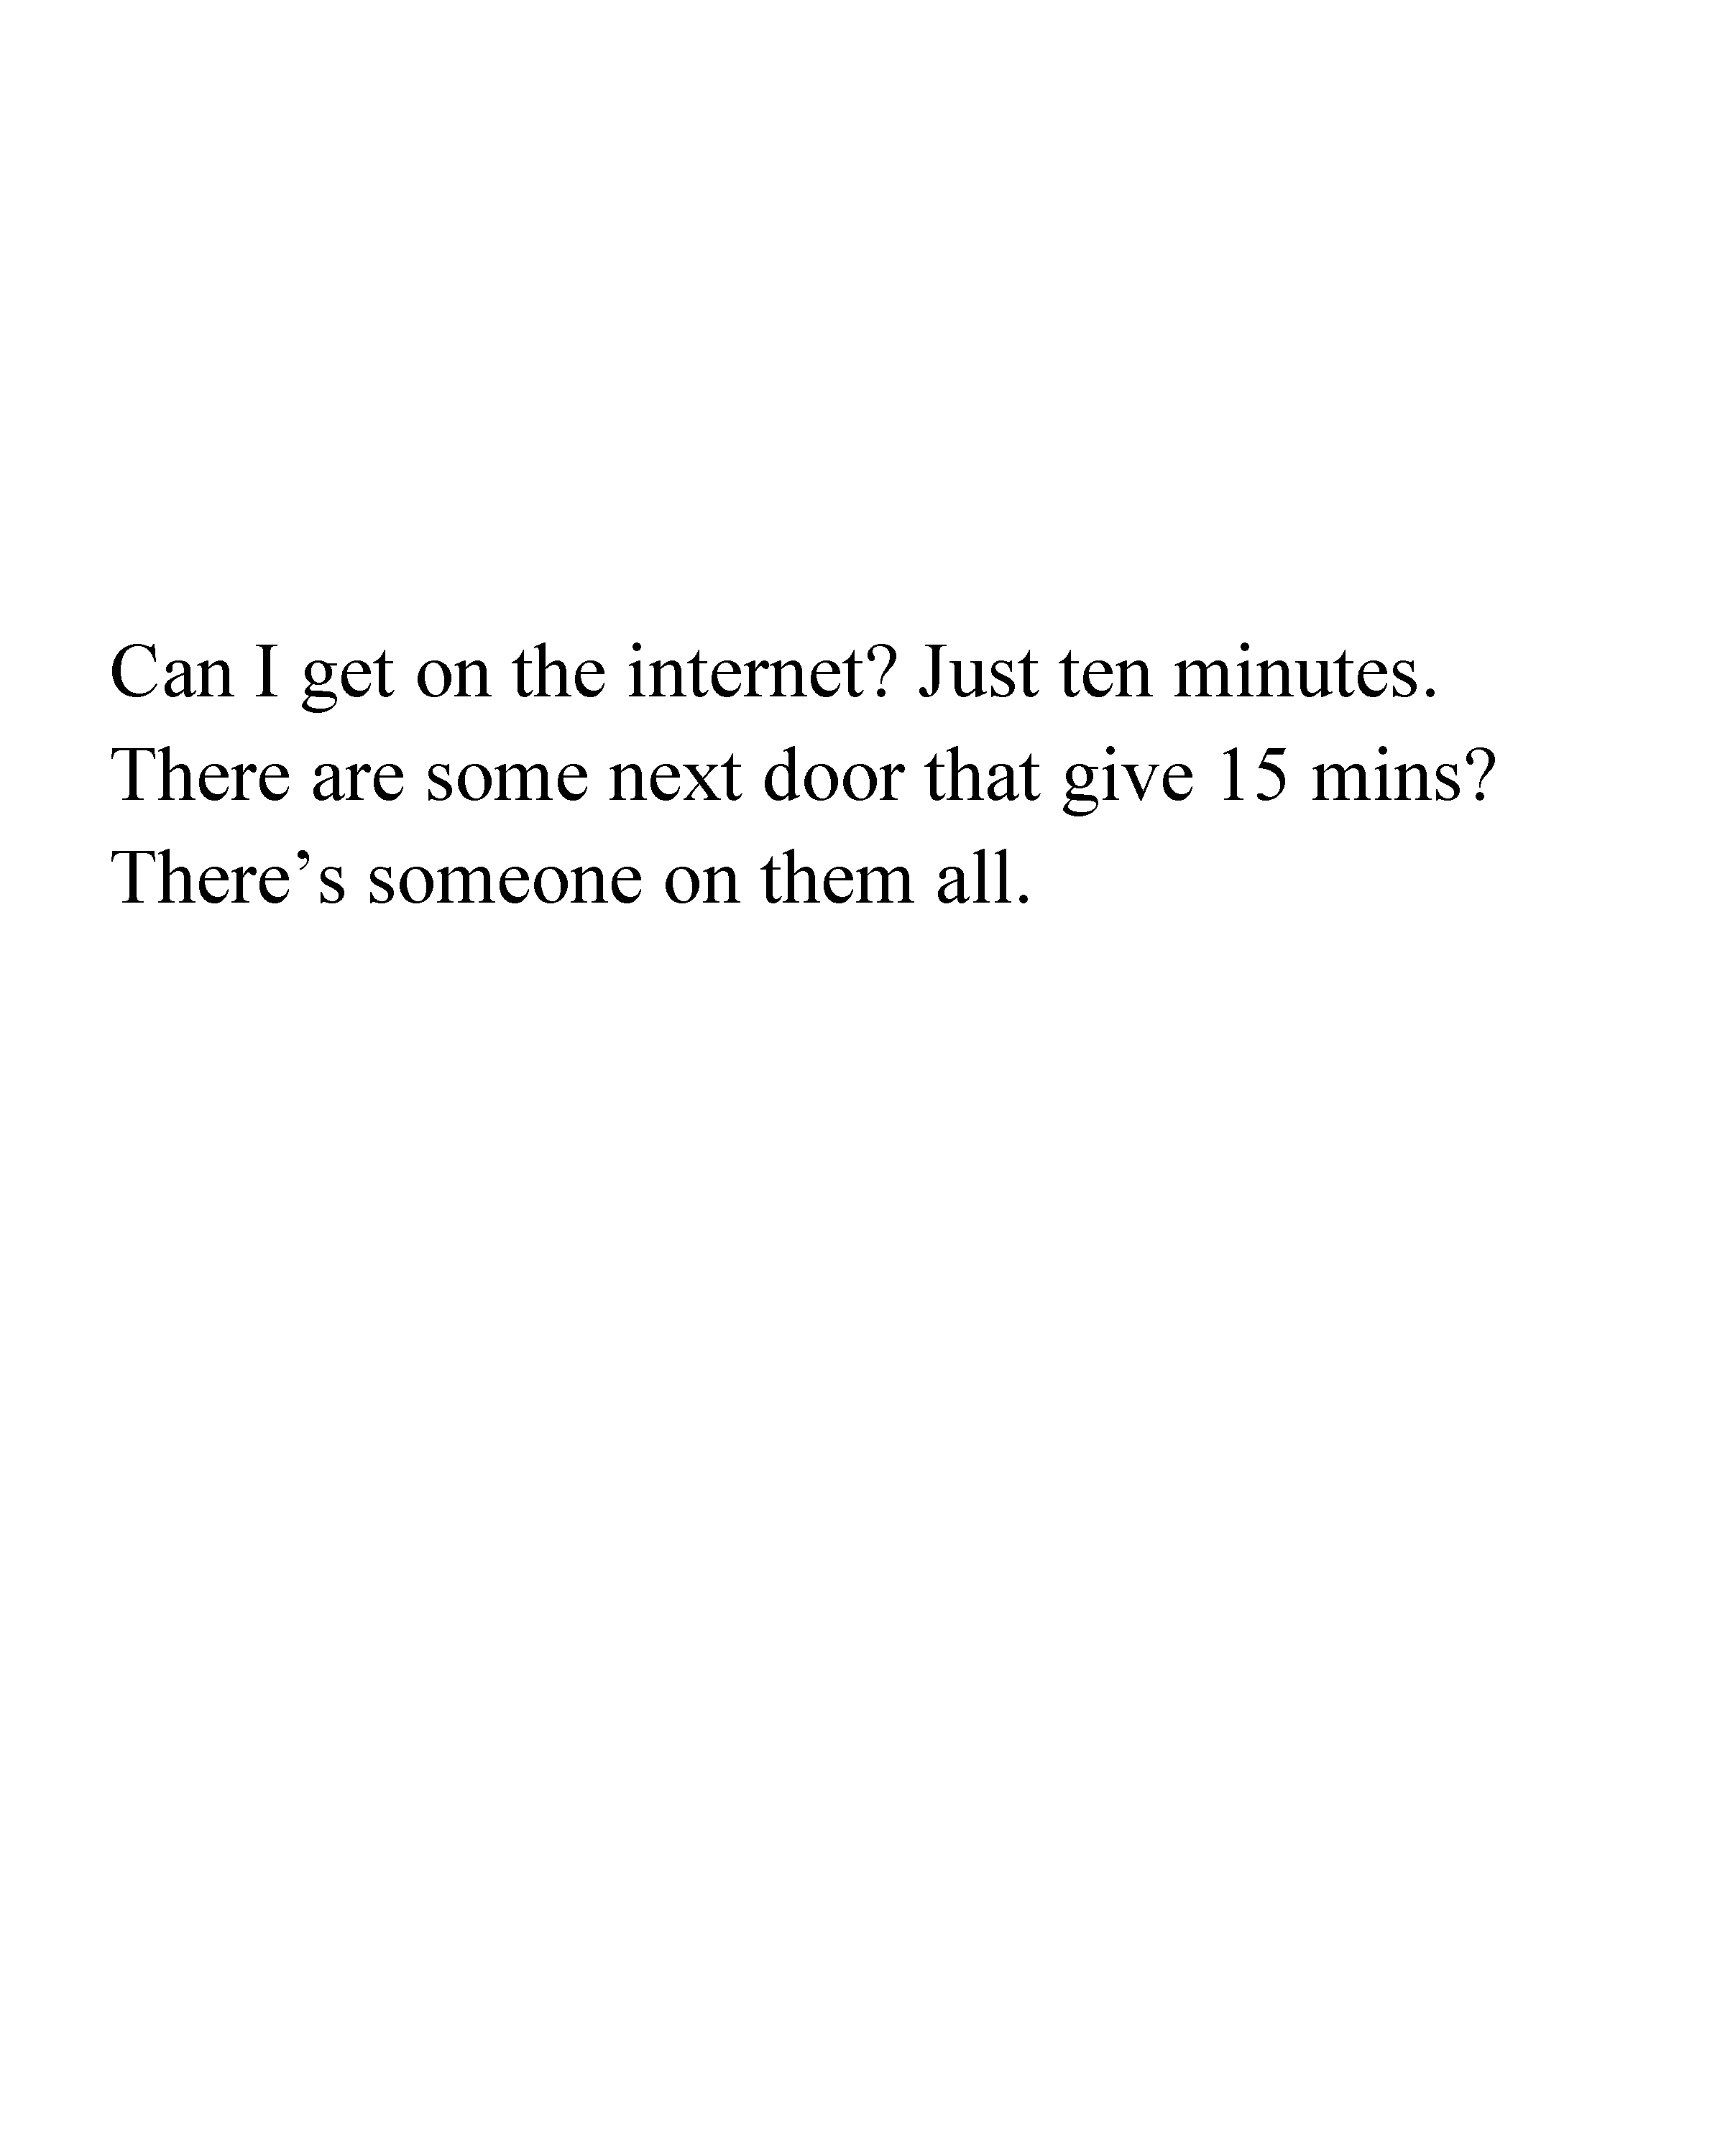 Can I get on the internet? Just ten minutes.
There are some next door that give 15 mins?
There’s someone on them all.